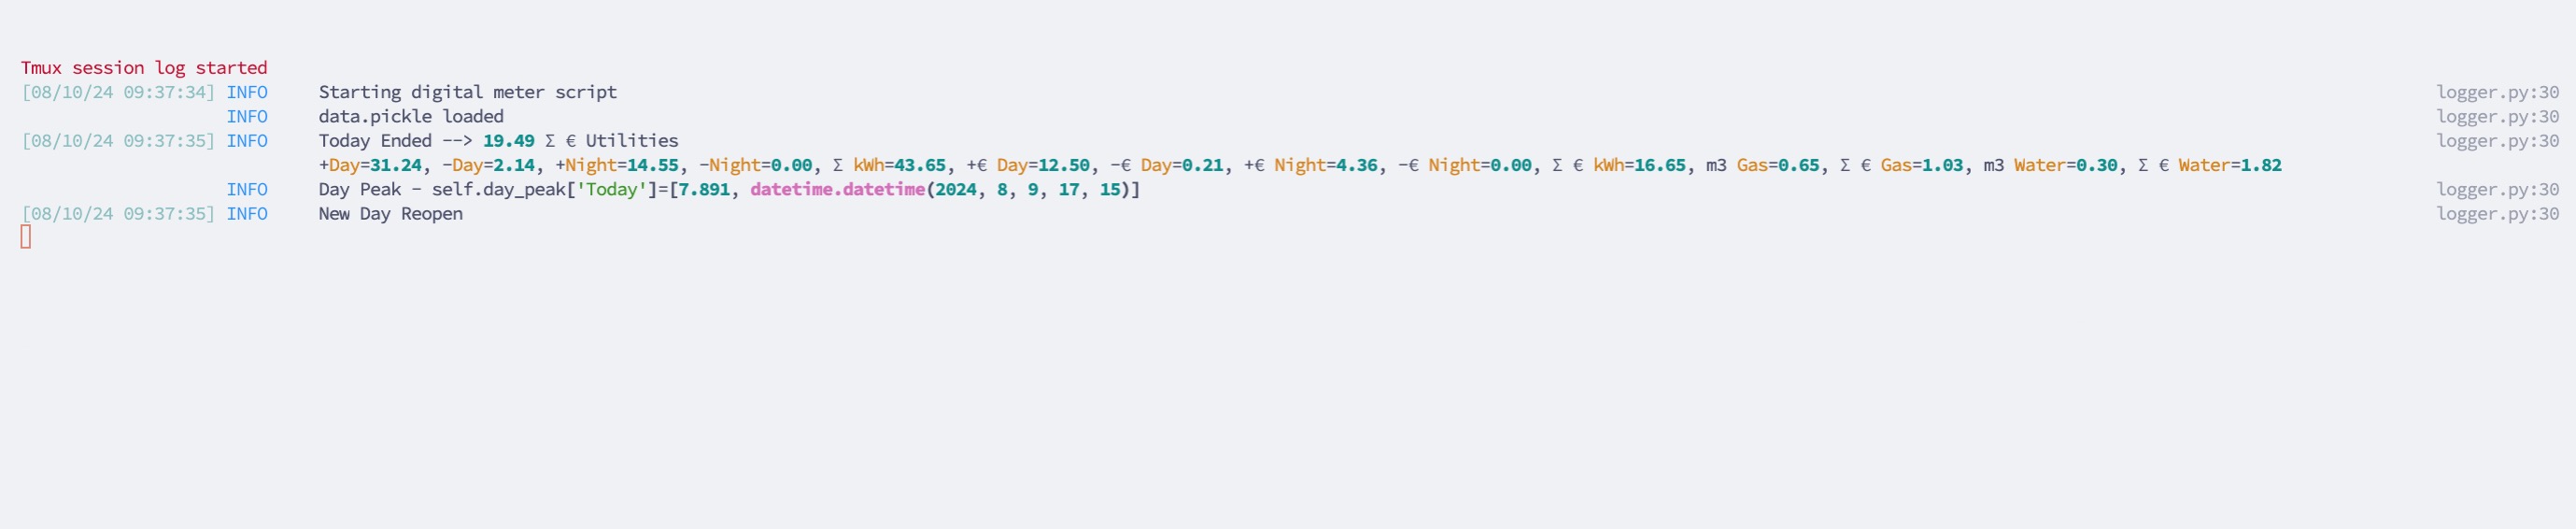 Tmux session log started
[08/10/24 09:37:34] INFO Starting digital meter script logger.py:30
INFO data.pickle loaded logger.py:30
[08/10/24 09:37:35] INFO Today Ended --> 19.49 Σ € Utilities logger.py:30
+Day=31.24, -Day=2.14, +Night=14.55, -Night=0.00, Σ kWh=43.65, +€ Day=12.50, -€ Day=0.21, +€ Night=4.36, -€ Night=0.00, Σ € kWh=16.65, m3 Gas=0.65, Σ € Gas=1.03, m3 Water=0.30, Σ € Water=1.82
INFO Day Peak - self.day_peak['Today']=[7.891, datetime.datetime(2024, 8, 9, 17, 15)] logger.py:30
[08/10/24 09:37:35] INFO New Day Reopen logger.py:30